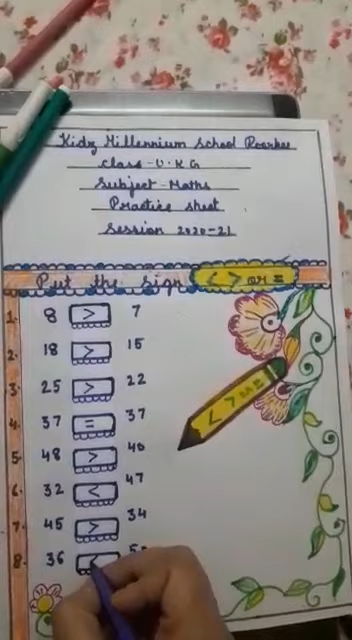 Kidz Millennium School Roorkee
Class - U.K.G
Subject - Maths
Practice sheet
Session 2020-21
Put the sign < > or =
1. 8 > 7
2. 18 > 15
3. 25 > 22
4. 37 = 37
5. 48 > 40
6. 32 < 47
7. 45 > 34
8. 36 <
< > or =